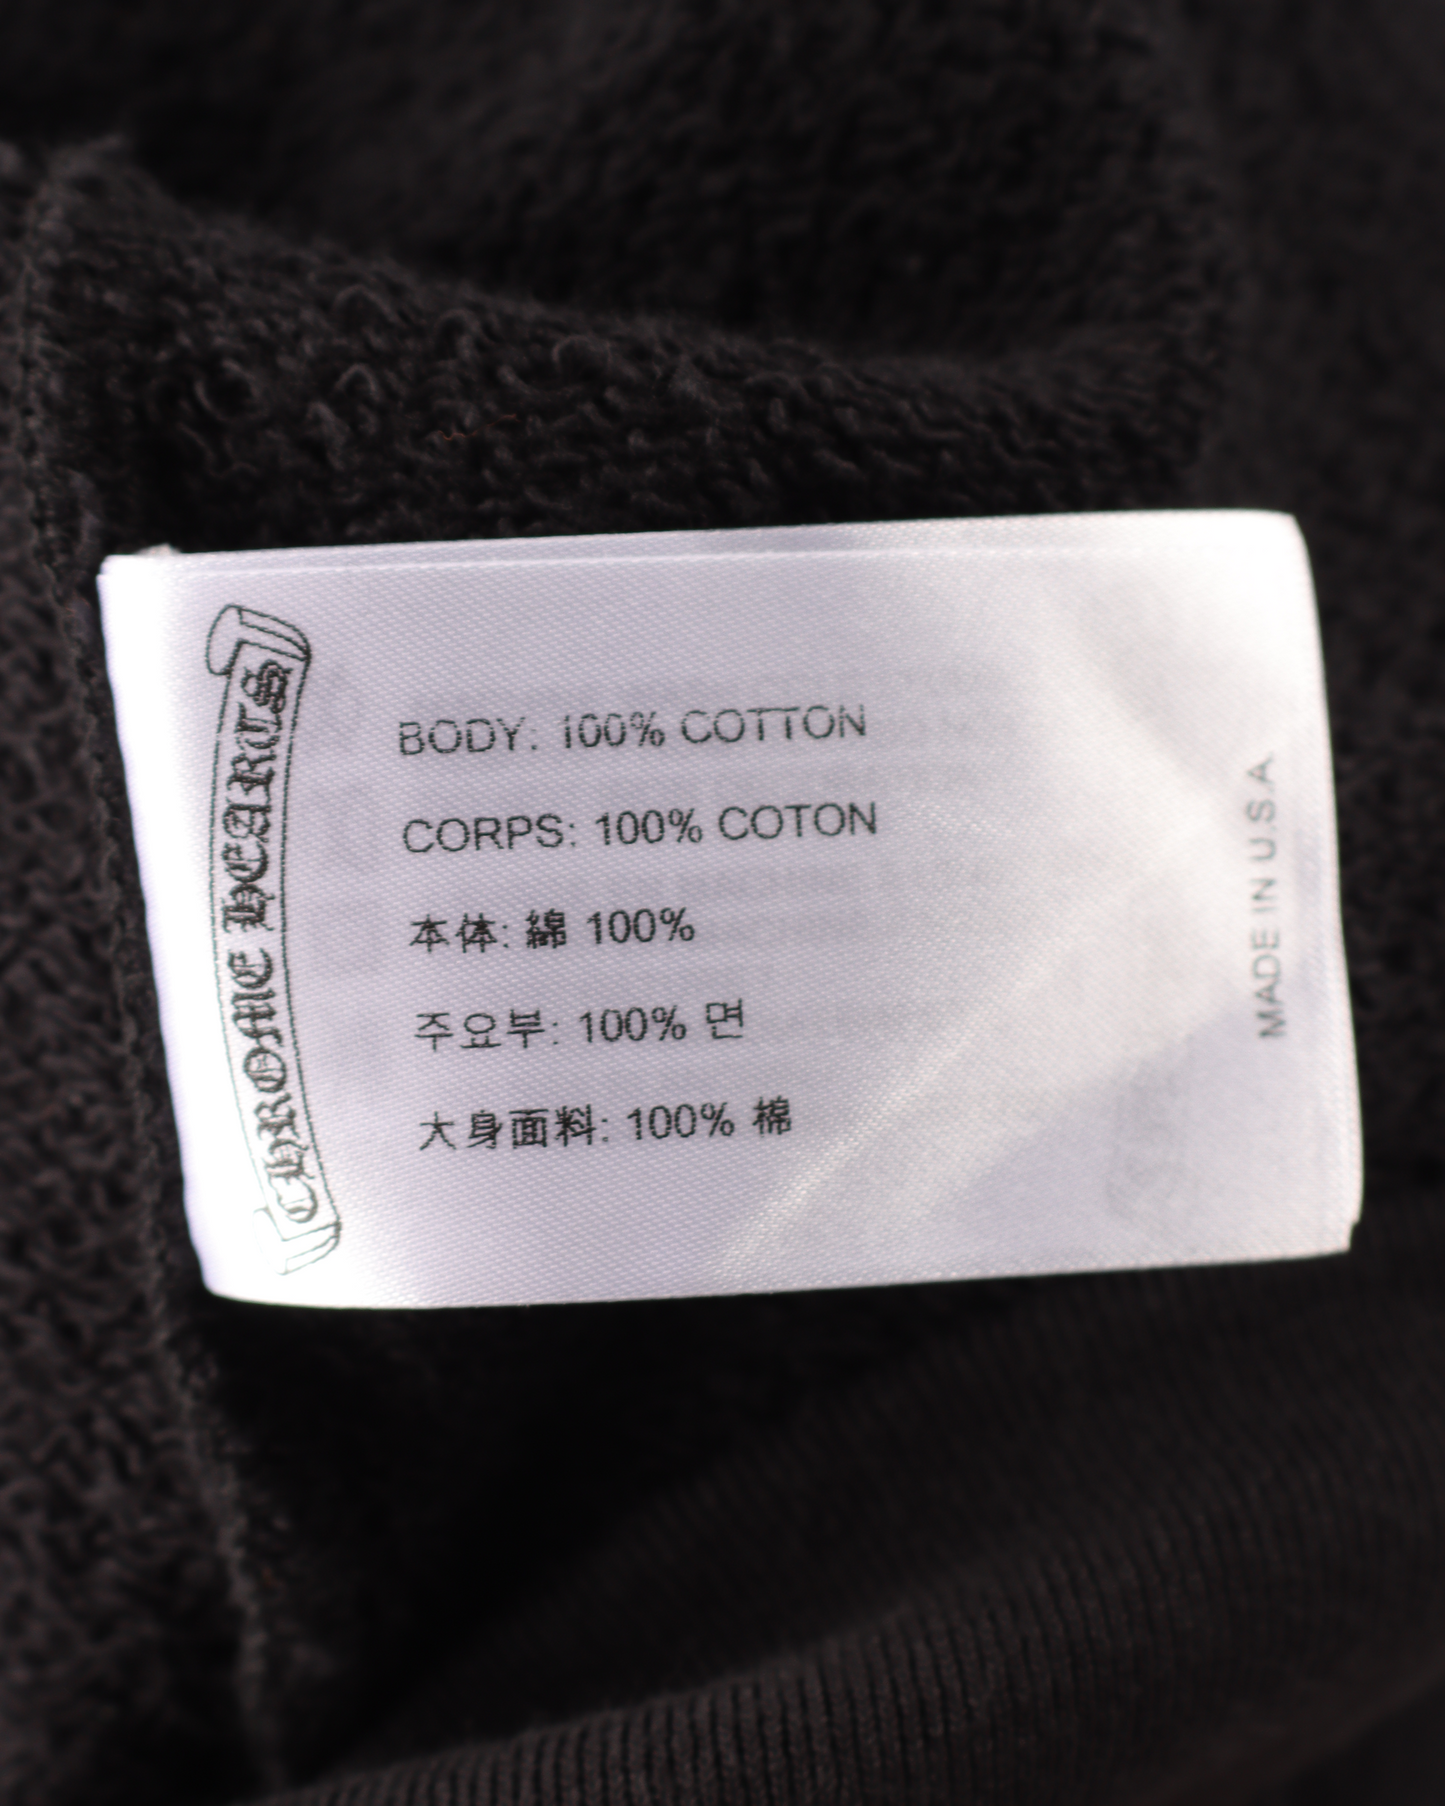 CHROME HEARTS
BODY: 100% COTTON
CORPS: 100% COTON
本体: 綿 100%
주요부: 100% 면
大身面料: 100% 棉
MADE IN U.S.A.